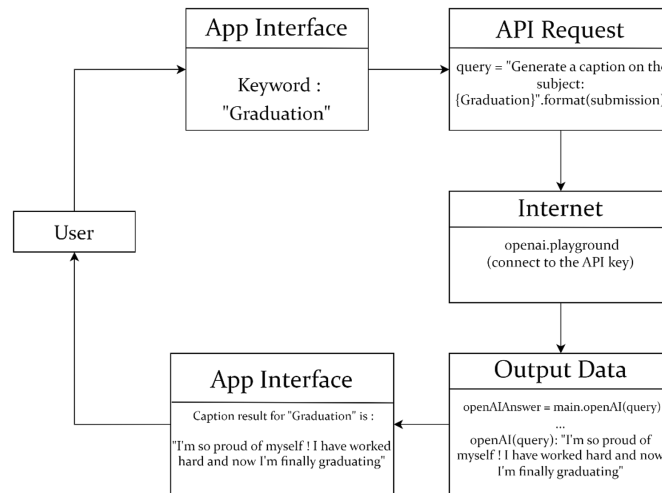 App Interface
Keyword :
"Graduation"
API Request
query = "Generate a caption on the
subject:
{Graduation}".format(submission)
User
Internet
openai.playground
(connect to the API key)
App Interface
Caption result for "Graduation" is :
"I'm so proud of myself ! I have worked
hard and now I'm finally graduating"
Output Data
openAIAnswer = main.openAI(query)
...
openAI(query): "I'm so proud of
myself ! I have worked hard and now
I'm finally graduating"